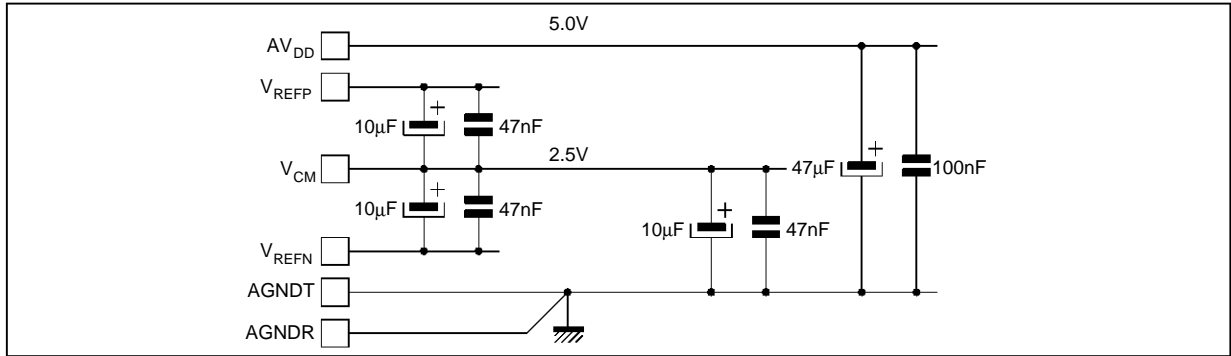 5.0V
AVDD
VREFP
+
10μF
47nF
VCM
2.5V
47μF
+
100nF
+
10μF
47nF
+
10μF
47nF
VREFN
AGNDT
AGNDR